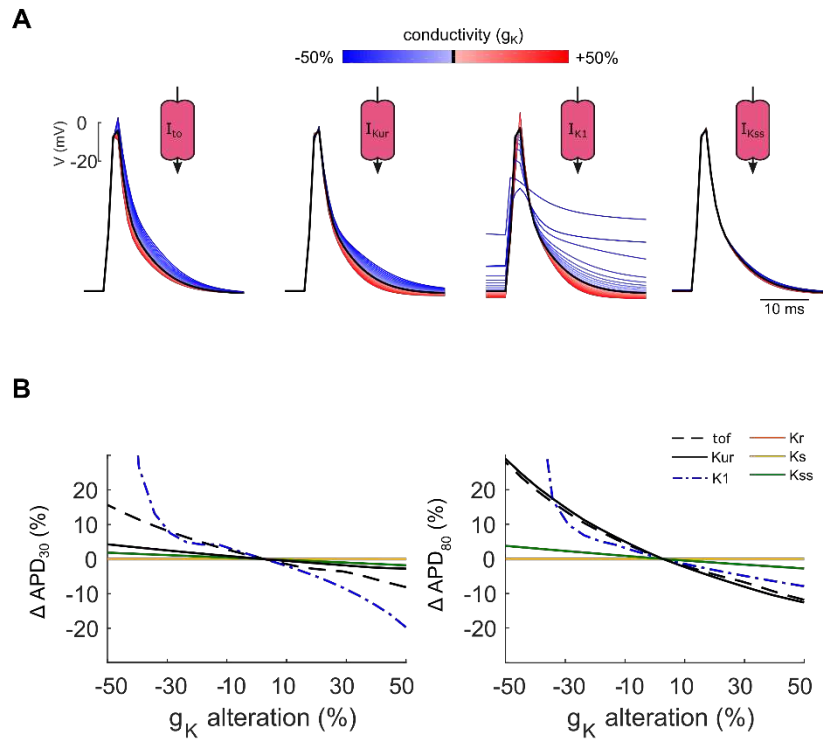 A
conductivity (gK)
-50% +50%
0
-20
V (mV)
Ito
IKur
IK1
IKss
10 ms
B
Δ APD30 (%)
20
10
0
-10
-20
-50 -30 -10 10 30 50
gK alteration (%)
Δ APD80 (%)
20
10
0
-10
-20
-50 -30 -10 10 30 50
gK alteration (%)
tof Kr
Kur Ks
K1 Kss